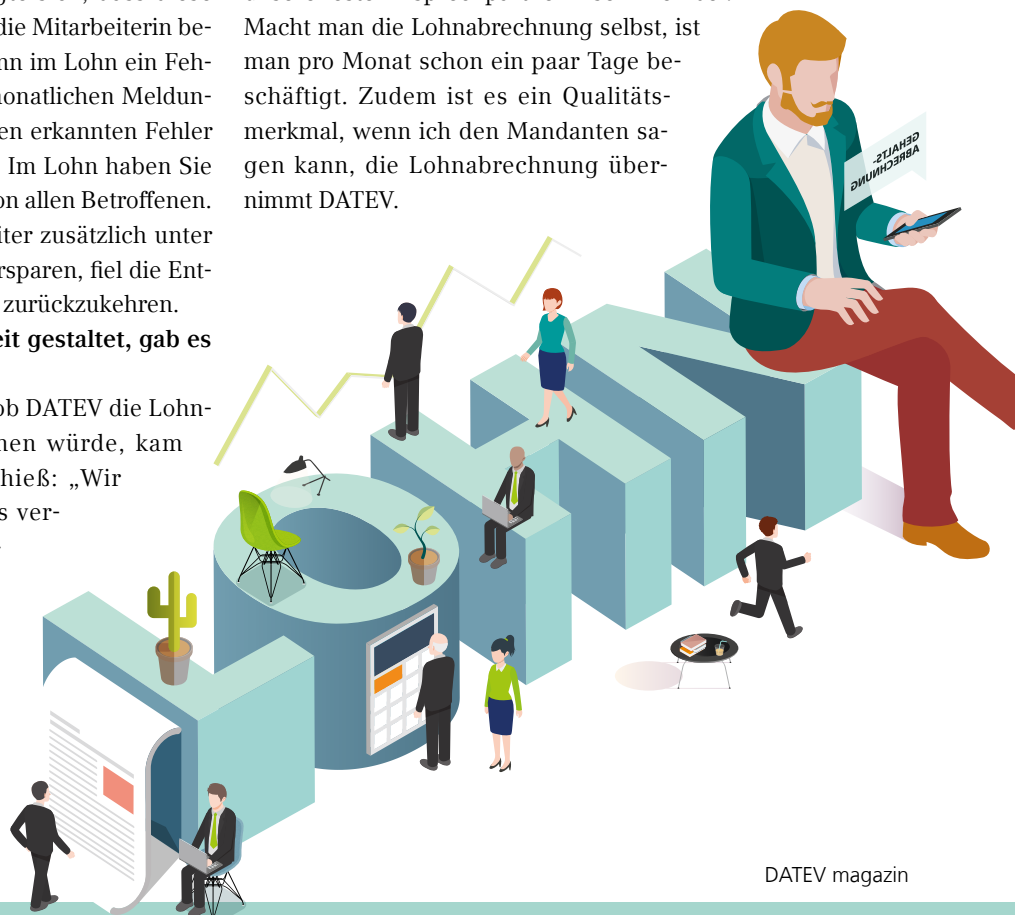 die Mitarbeiterin be-
nn im Lohn ein Feh-
onatlichen Meldun-
en erkannten Fehler
Im Lohn haben Sie
on allen Betroffenen.
iter zusätzlich unter
rsparen, fiel die Ent-
zurückzukehren.
eit gestaltet, gab es
ob DATEV die Lohn-
men würde, kam
hieß: „Wir
s ver-
Macht man die Lohnabrechnung selbst, ist
man pro Monat schon ein paar Tage be-
schäftigt. Zudem ist es ein Qualitäts-
merkmal, wenn ich den Mandanten sa-
gen kann, die Lohnabrechnung über-
nimmt DATEV.
GEHALTS-
ABRECHNUNG
LOHN
DATEV magazin